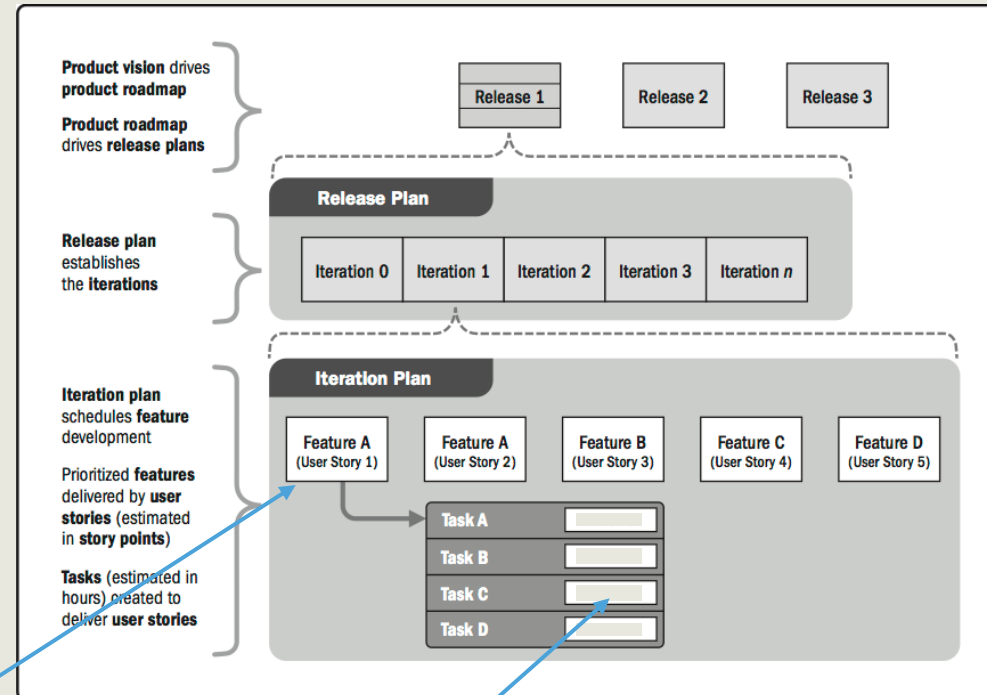 Product vision drives
product roadmap
Product roadmap
drives release plans
Release 1
Release 2
Release 3
Release Plan
Release plan
establishes
the iterations
Iteration 0
Iteration 1
Iteration 2
Iteration 3
Iteration n
Iteration Plan
Iteration plan
schedules feature
development
Prioritized features
delivered by user
stories (estimated
in story points)
Tasks (estimated in
hours) created to
deliver user stories
Feature A
(User Story 1)
Feature A
(User Story 2)
Feature B
(User Story 3)
Feature C
(User Story 4)
Feature D
(User Story 5)
Task A
Task B
Task C
Task D